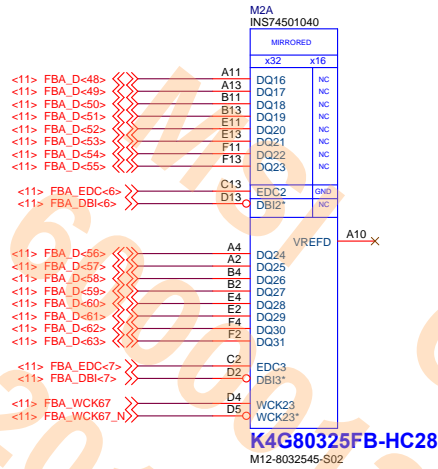 M2A
INS74501040
MIRRORED
x32 x16
<11> FBA_D<48> A11 DQ16 NC
<11> FBA_D<49> A13 DQ17 NC
<11> FBA_D<50> B11 DQ18 NC
<11> FBA_D<51> B13 DQ19 NC
<11> FBA_D<52> E11 DQ20 NC
<11> FBA_D<53> E13 DQ21 NC
<11> FBA_D<54> F11 DQ22 NC
<11> FBA_D<55> F13 DQ23 NC
<11> FBA_EDC<6> C13 EDC2 GND
<11> FBA_DBI<6> D13 DBI2* NC
VREFD A10
<11> FBA_D<56> A4 DQ24
<11> FBA_D<57> A2 DQ25
<11> FBA_D<58> B4 DQ26
<11> FBA_D<59> B2 DQ27
<11> FBA_D<60> E4 DQ28
<11> FBA_D<61> E2 DQ29
<11> FBA_D<62> F4 DQ30
<11> FBA_D<63> F2 DQ31
<11> FBA_EDC<7> C2 EDC3
<11> FBA_DBI<7> D2 DBI3*
<11> FBA_WCK67 D4 WCK23
<11> FBA_WCK67_N D5 WCK23*
K4G80325FB-HC28
M12-8032545-S02
MSI